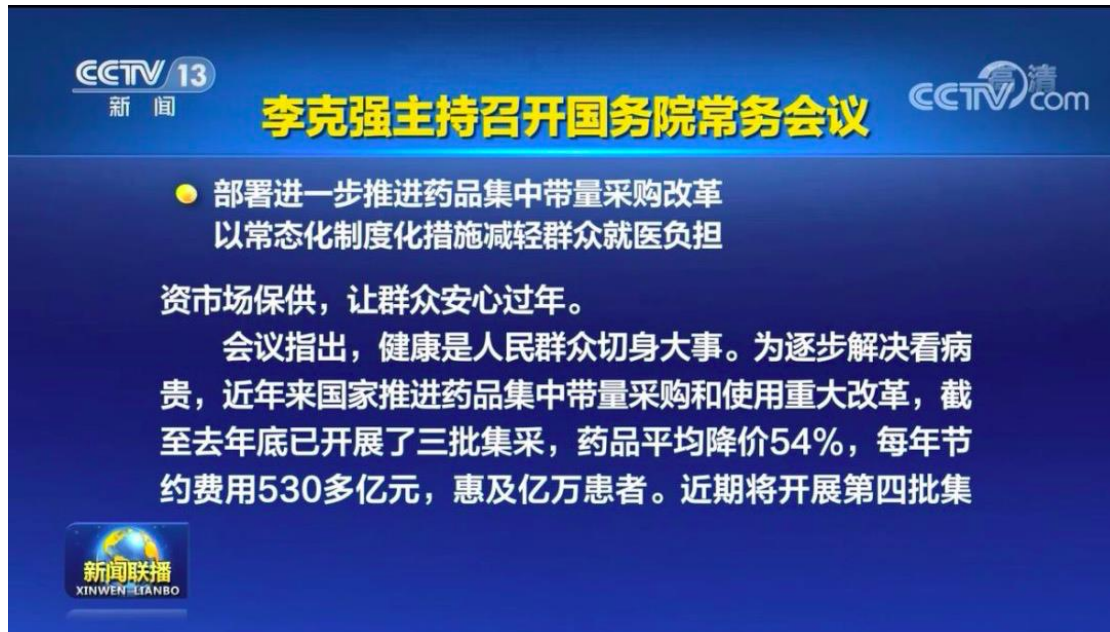 CCTV 13
新闻
高清
CCTV.com
李克强主持召开国务院常务会议
部署进一步推进药品集中带量采购改革
以常态化制度化措施减轻群众就医负担
资市场保供，让群众安心过年。
会议指出，健康是人民群众切身大事。为逐步解决看病
贵，近年来国家推进药品集中带量采购和使用重大改革，截
至去年底已开展了三批集采，药品平均降价54%，每年节
约费用530多亿元，惠及亿万患者。近期将开展第四批集
新闻联播
XINWEN LIANBO